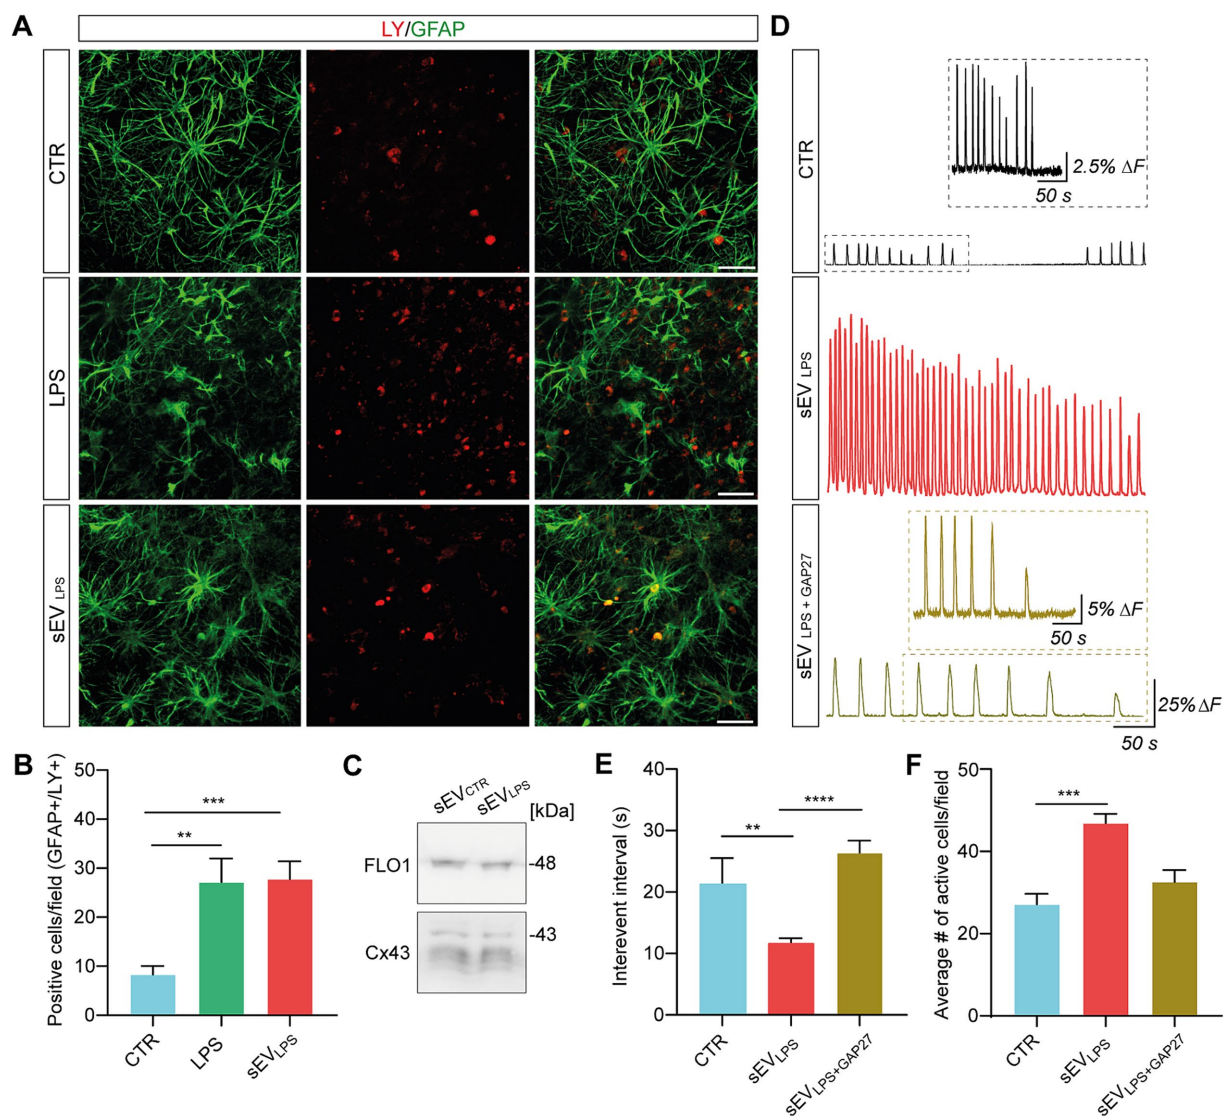 A
LY/GFAP
CTR
LPS
sEV LPS
D
CTR
2.5% ΔF
50 s
sEV LPS
sEV LPS + GAP27
5% ΔF
50 s
25% ΔF
50 s
B
Positive cells/field (GFAP+/LY+)
50
40
30
20
10
0
***
**
CTR
LPS
sEVLPS
C
sEVCTR
sEVLPS
[kDa]
FLO1
-48
-43
Cx43
E
Interevent interval (s)
40
30
20
10
0
****
**
CTR
sEVLPS
sEVLPS+GAP27
F
Average # of active cells/field
50
40
20
0
***
CTR
sEVLPS
sEVLPS+GAP27